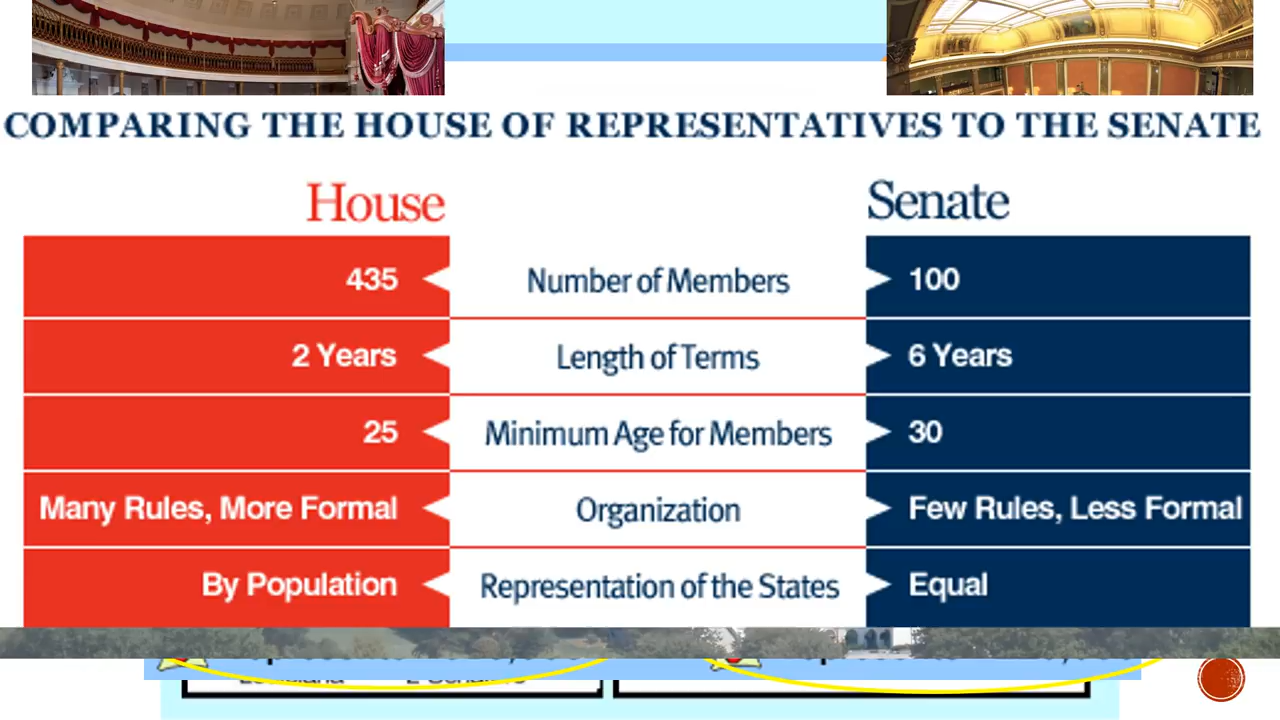 COMPARING THE HOUSE OF REPRESENTATIVES TO THE SENATE
House Senate
435 Number of Members 100
2 Years Length of Terms 6 Years
25 Minimum Age for Members 30
Many Rules, More Formal Organization Few Rules, Less Formal
By Population Representation of the States Equal